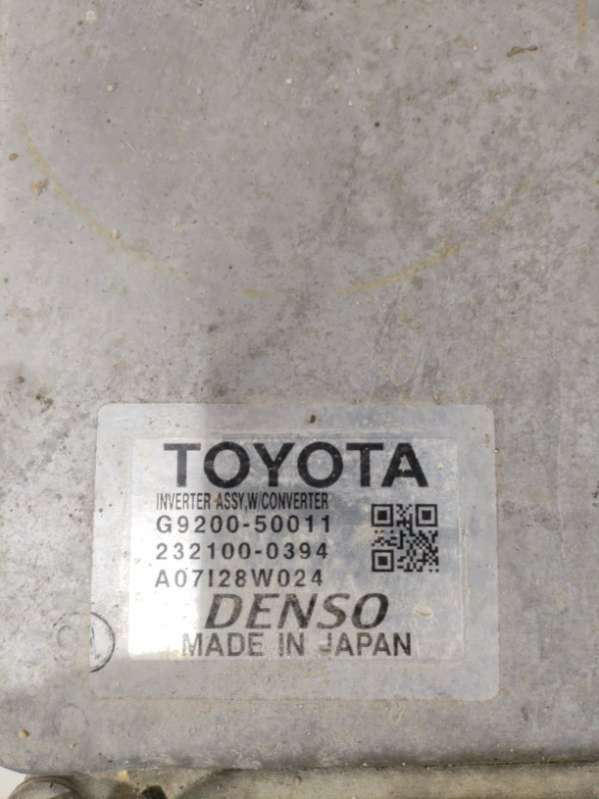 TOYOTA
INVERTER ASSY,W/CONVERTER
G9200-50011
232100-0394
A07I28W024
DENSO
MADE IN JAPAN